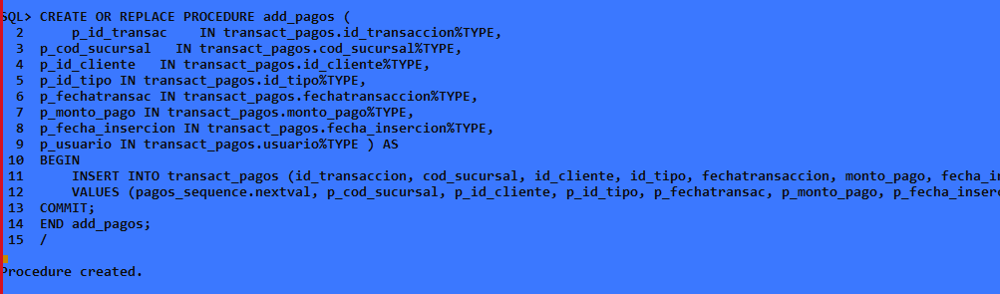 SQL> CREATE OR REPLACE PROCEDURE add_pagos (
2 p_id_transac IN transact_pagos.id_transaccion%TYPE,
3 p_cod_sucursal IN transact_pagos.cod_sucursal%TYPE,
4 p_id_cliente IN transact_pagos.id_cliente%TYPE,
5 p_id_tipo IN transact_pagos.id_tipo%TYPE,
6 p_fechatransac IN transact_pagos.fechatransaccion%TYPE,
7 p_monto_pago IN transact_pagos.monto_pago%TYPE,
8 p_fecha_insercion IN transact_pagos.fecha_insercion%TYPE,
9 p_usuario IN transact_pagos.usuario%TYPE ) AS
10 BEGIN
11 INSERT INTO transact_pagos (id_transaccion, cod_sucursal, id_cliente, id_tipo, fechatransaccion, monto_pago, fecha_in
12 VALUES (pagos_sequence.nextval, p_cod_sucursal, p_id_cliente, p_id_tipo, p_fechatransac, p_monto_pago, p_fecha_inserc
13 COMMIT;
14 END add_pagos;
15 /
Procedure created.